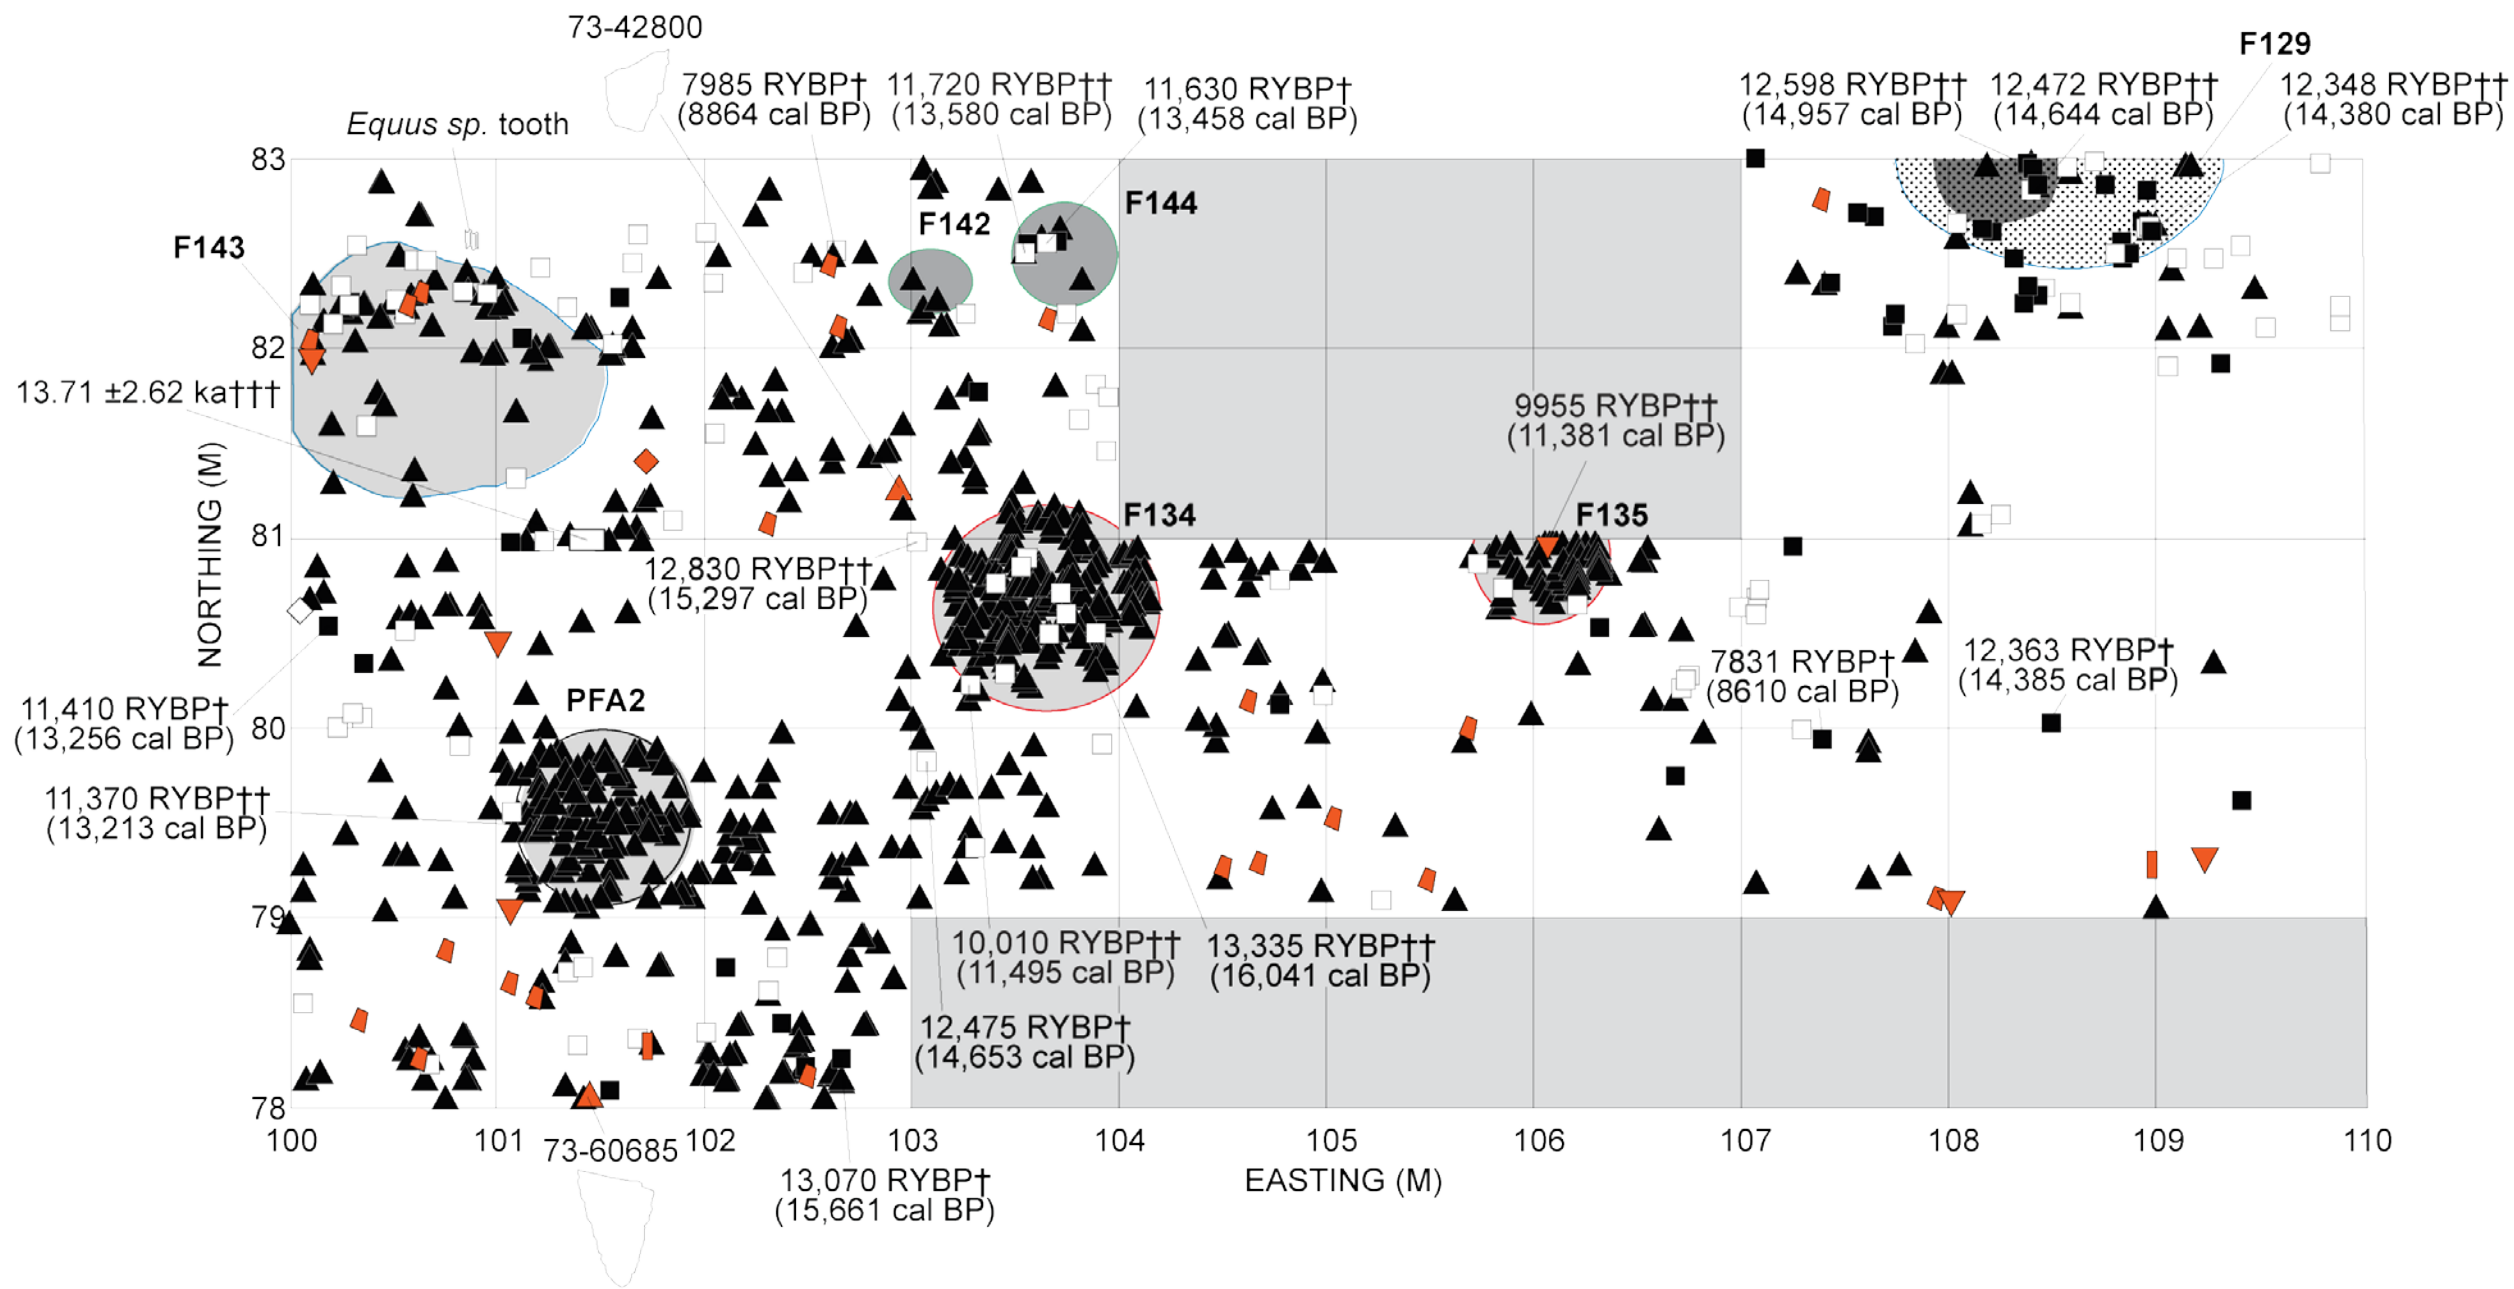 73-42800
F129
7985 RYBP†
(8864 cal BP)
11,720 RYBP††
(13,580 cal BP)
11,630 RYBP†
(13,458 cal BP)
12,598 RYBP††
(14,957 cal BP)
12,472 RYBP††
(14,644 cal BP)
12,348 RYBP††
(14,380 cal BP)
Equus sp. tooth
83
F144
F142
F143
82
13.71 ±2.62 ka†††
9955 RYBP††
(11,381 cal BP)
NORTHING (M)
81
F134
F135
12,830 RYBP††
(15,297 cal BP)
7831 RYBP†
(8610 cal BP)
12,363 RYBP†
(14,385 cal BP)
PFA2
11,410 RYBP†
(13,256 cal BP)
80
11,370 RYBP††
(13,213 cal BP)
79
10,010 RYBP††
(11,495 cal BP)
13,335 RYBP††
(16,041 cal BP)
12,475 RYBP†
(14,653 cal BP)
78
100 101 102 103 104 105 106 107 108 109 110
73-60685
13,070 RYBP†
(15,661 cal BP)
EASTING (M)